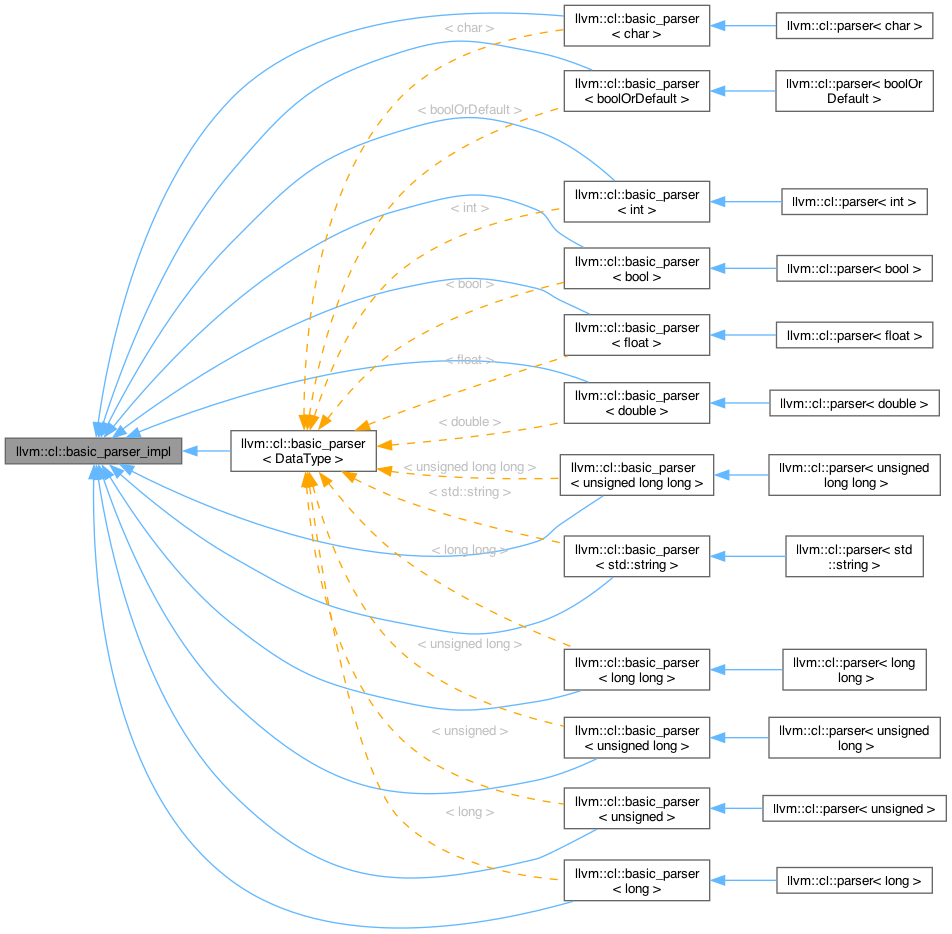 llvm::cl::basic_parser_impl
llvm::cl::basic_parser
< DataType >
< char >
< boolOrDefault >
< int >
< bool >
< float >
< double >
< unsigned long long >
< std::string >
< long long >
< unsigned long >
< unsigned >
< long >
llvm::cl::basic_parser
< char >
llvm::cl::basic_parser
< boolOrDefault >
llvm::cl::basic_parser
< int >
llvm::cl::basic_parser
< bool >
llvm::cl::basic_parser
< float >
llvm::cl::basic_parser
< double >
llvm::cl::basic_parser
< unsigned long long >
llvm::cl::basic_parser
< std::string >
llvm::cl::basic_parser
< long long >
llvm::cl::basic_parser
< unsigned long >
llvm::cl::basic_parser
< unsigned >
llvm::cl::basic_parser
< long >
llvm::cl::parser< char >
llvm::cl::parser< boolOr
Default >
llvm::cl::parser< int >
llvm::cl::parser< bool >
llvm::cl::parser< float >
llvm::cl::parser< double >
llvm::cl::parser< unsigned
long long >
llvm::cl::parser< std
::string >
llvm::cl::parser< long
long >
llvm::cl::parser< unsigned
long >
llvm::cl::parser< unsigned >
llvm::cl::parser< long >